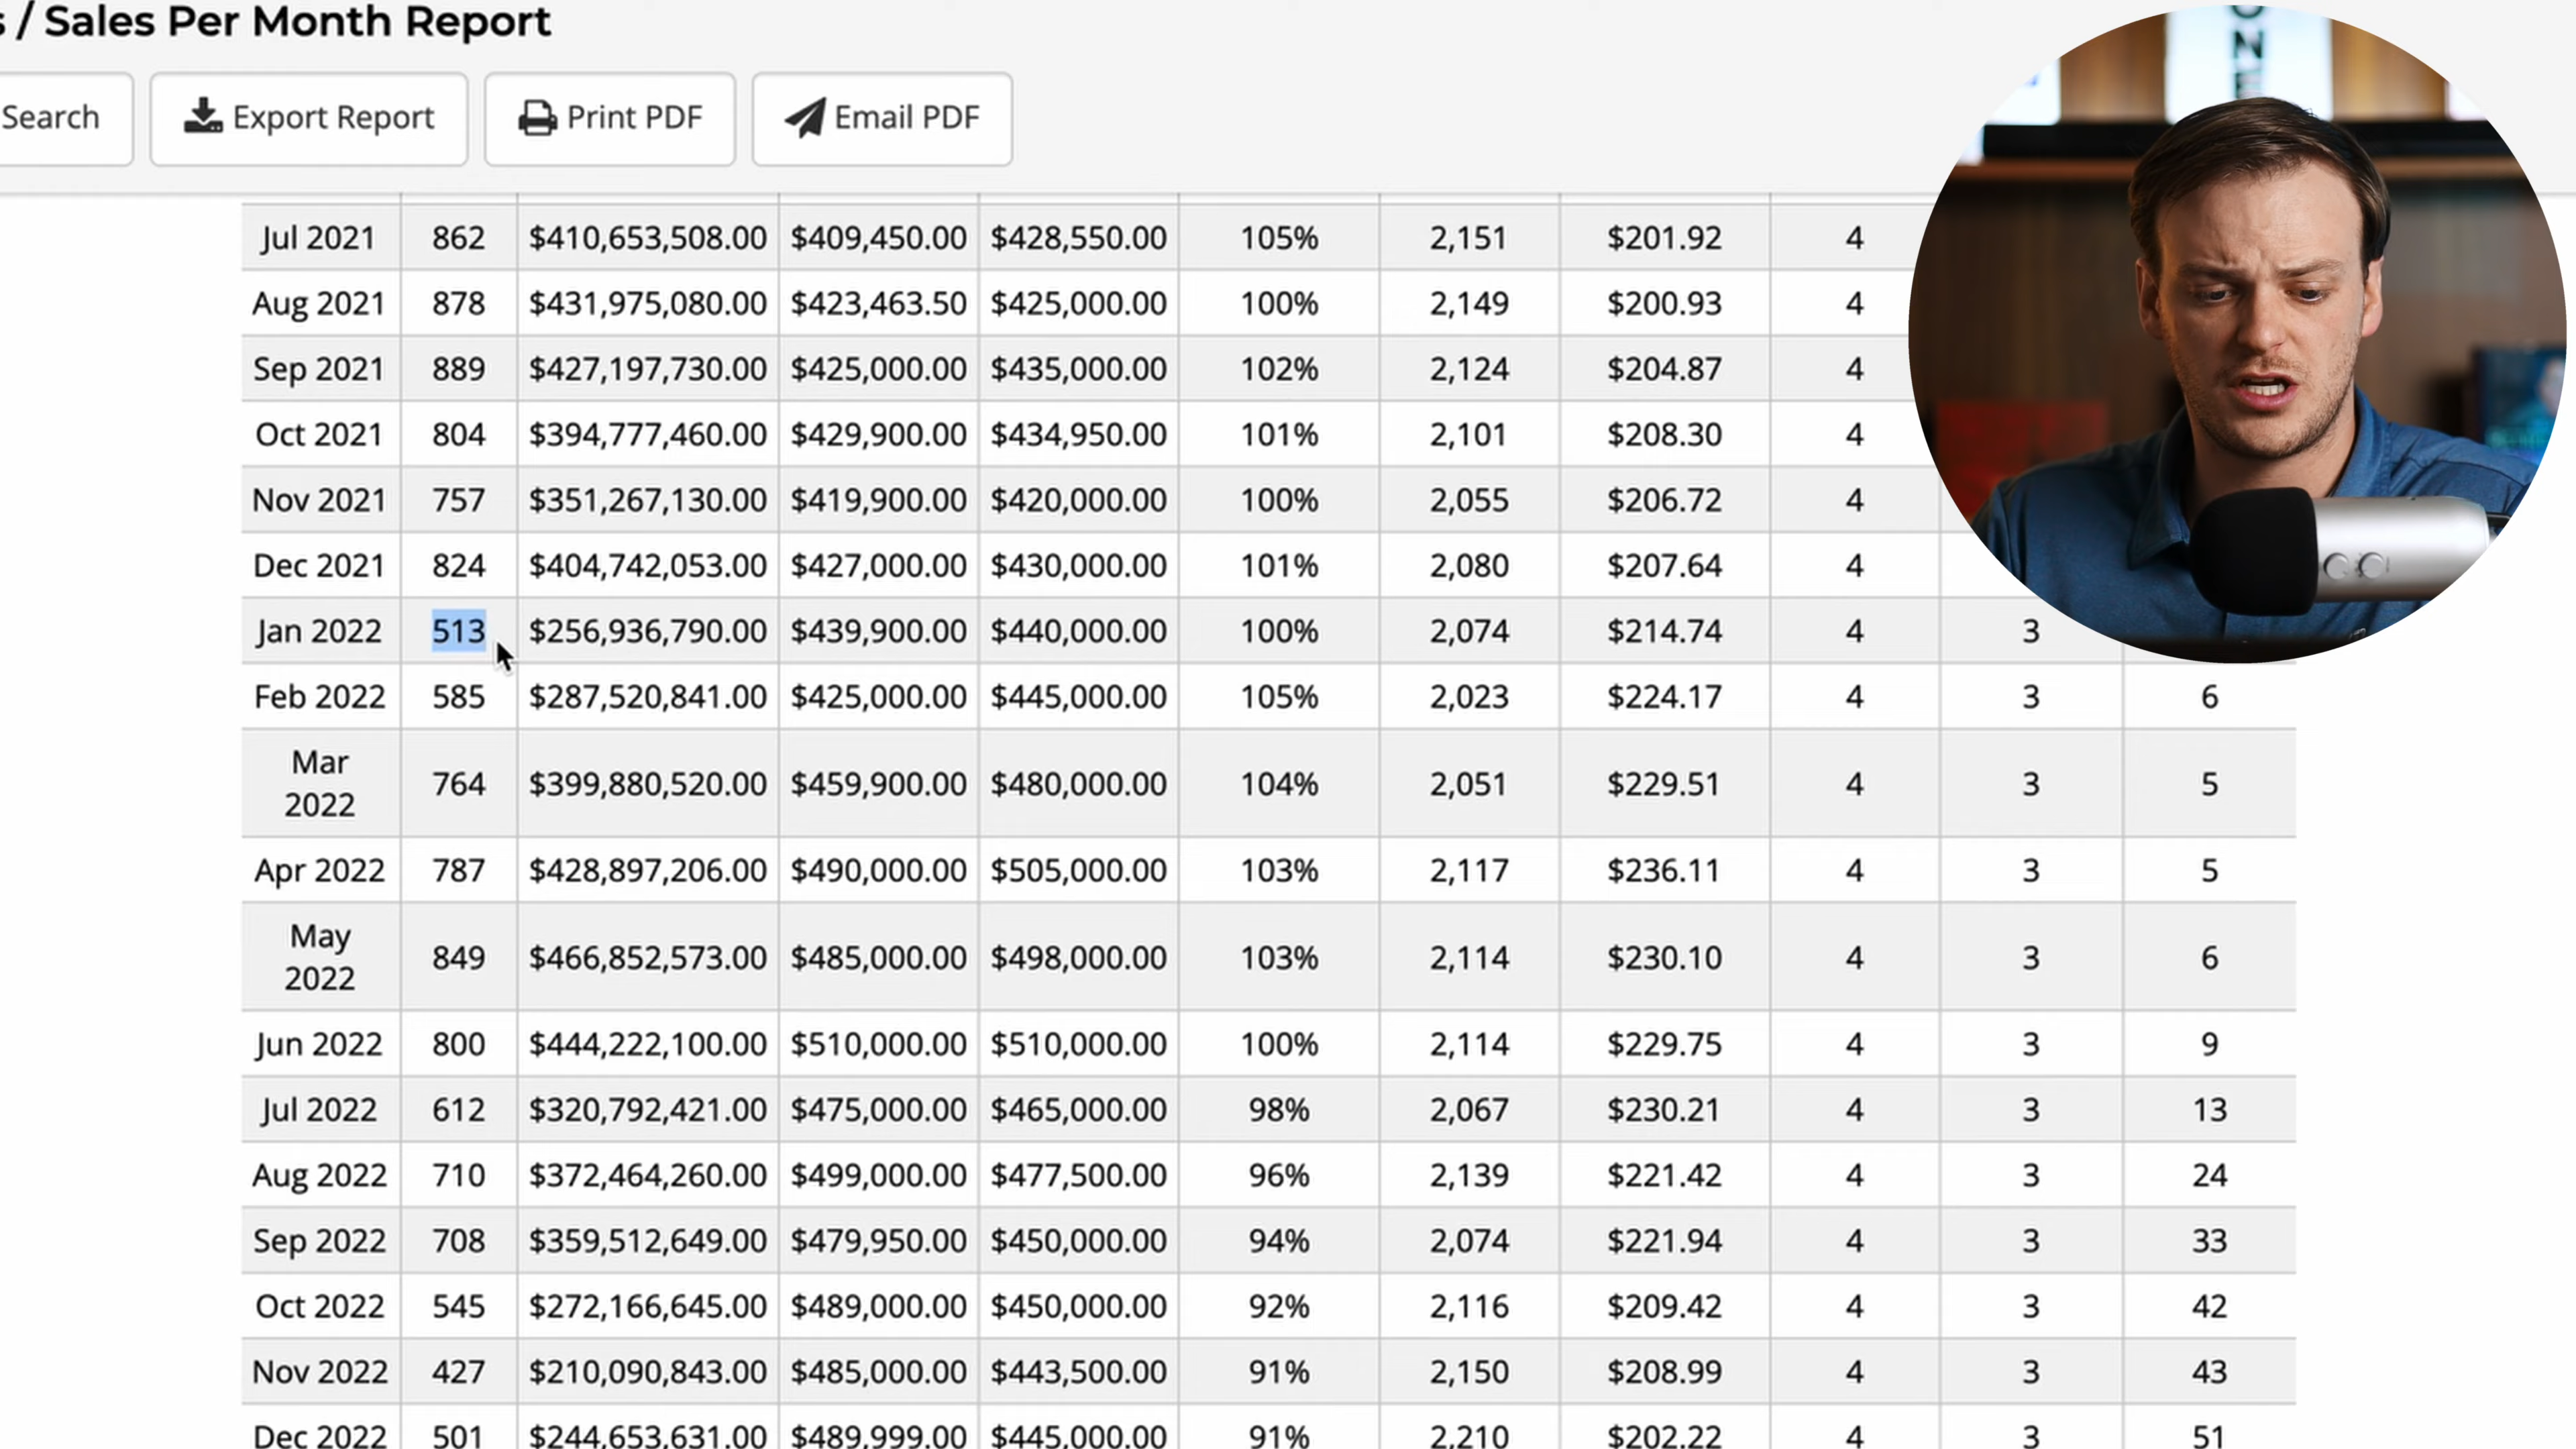 s / Sales Per Month Report
Search Export Report Print PDF Email PDF
Jul 2021 862 $410,653,508.00 $409,450.00 $428,550.00 105% 2,151 $201.92 4
Aug 2021 878 $431,975,080.00 $423,463.50 $425,000.00 100% 2,149 $200.93 4
Sep 2021 889 $427,197,730.00 $425,000.00 $435,000.00 102% 2,124 $204.87 4
Oct 2021 804 $394,777,460.00 $429,900.00 $434,950.00 101% 2,101 $208.30 4
Nov 2021 757 $351,267,130.00 $419,900.00 $420,000.00 100% 2,055 $206.72 4
Dec 2021 824 $404,742,053.00 $427,000.00 $430,000.00 101% 2,080 $207.64 4
Jan 2022 513 $256,936,790.00 $439,900.00 $440,000.00 100% 2,074 $214.74 4 3
Feb 2022 585 $287,520,841.00 $425,000.00 $445,000.00 105% 2,023 $224.17 4 3 6
Mar
2022 764 $399,880,520.00 $459,900.00 $480,000.00 104% 2,051 $229.51 4 3 5
Apr 2022 787 $428,897,206.00 $490,000.00 $505,000.00 103% 2,117 $236.11 4 3 5
May
2022 849 $466,852,573.00 $485,000.00 $498,000.00 103% 2,114 $230.10 4 3 6
Jun 2022 800 $444,222,100.00 $510,000.00 $510,000.00 100% 2,114 $229.75 4 3 9
Jul 2022 612 $320,792,421.00 $475,000.00 $465,000.00 98% 2,067 $230.21 4 3 13
Aug 2022 710 $372,464,260.00 $499,000.00 $477,500.00 96% 2,139 $221.42 4 3 24
Sep 2022 708 $359,512,649.00 $479,950.00 $450,000.00 94% 2,074 $221.94 4 3 33
Oct 2022 545 $272,166,645.00 $489,000.00 $450,000.00 92% 2,116 $209.42 4 3 42
Nov 2022 427 $210,090,843.00 $485,000.00 $443,500.00 91% 2,150 $208.99 4 3 43
Dec 2022 501 $244,653,631.00 $489,999.00 $445,000.00 91% 2,210 $202.22 4 3 51